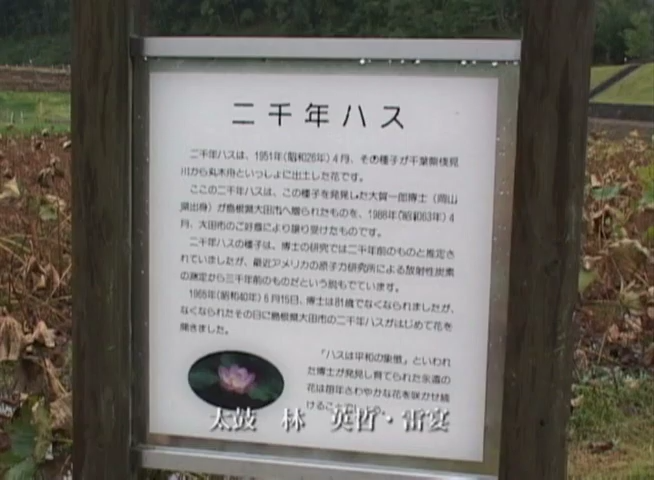 二千年ハス
二千年ハスは、1951年(昭和26年)4月、その種子が千葉県検見
川から丸木舟といっしょに出土した花です。
ここの二千年ハスは、この種子を発見した大賀一郎博士(岡山
県出身)が島根県大田市へ贈られたものを、1988年(昭和63年)4
月、大田市のご好意により譲り受けたものです。
二千年ハスの種子は、博士の研究では二千年前のものと推定さ
れていましたが、最近アメリカの原子力研究所による放射性炭素
の測定から三千年前のものだという説もでています。
1965年(昭和40年)6月15日、博士は81歳でなくなられましたが、
なくなられたその日に島根県大田市の二千年ハスがはじめて花を
開きました。
「ハスは平和の象徴」といわれ
た博士が発見し育てられた永遠の
花は毎年さわやかな花を咲かせ続
けるこ
太鼓 林 英哲・雷宴